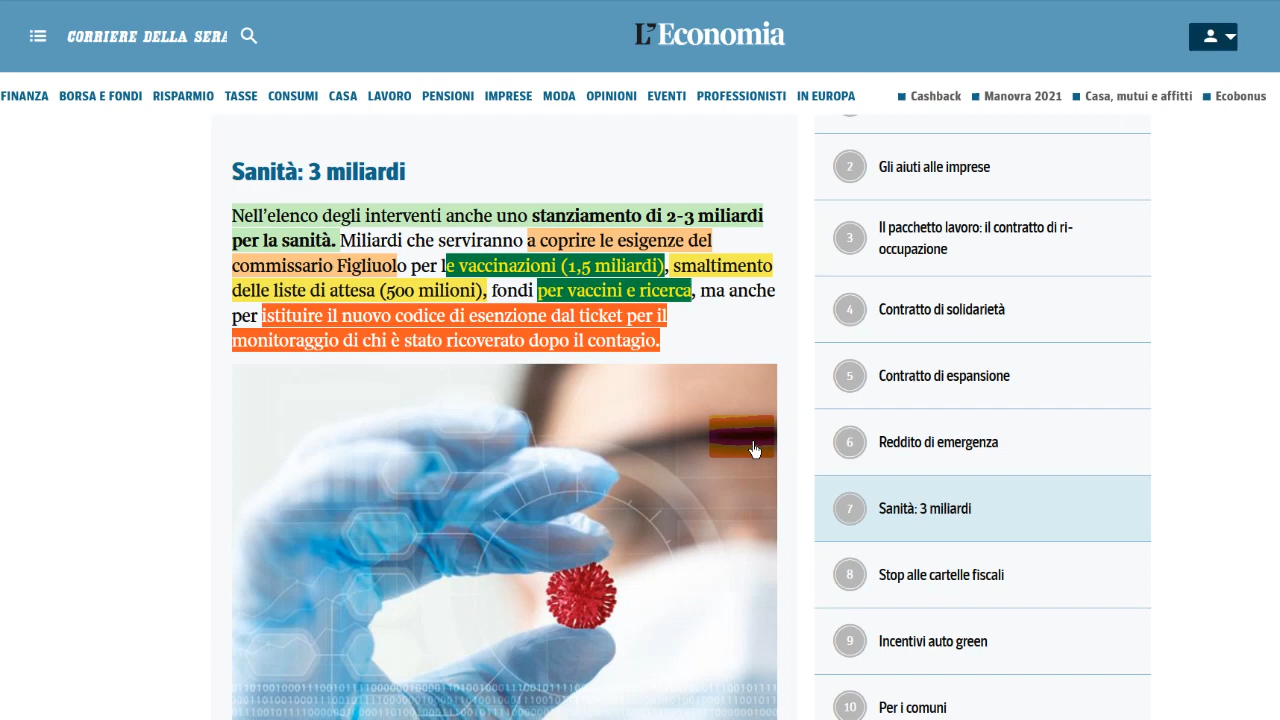 CORRIERE DELLA SERA
L'Economia
FINANZA BORSA E FONDI RISPARMIO TASSE CONSUMI CASA LAVORO PENSIONI IMPRESE MODA OPINIONI EVENTI PROFESSIONISTI IN EUROPA Cashback Manovra 2021 Casa, mutui e affitti Ecobonus
Sanità: 3 miliardi
Nell'elenco degli interventi anche uno stanziamento di 2-3 miliardi
per la sanità. Miliardi che serviranno a coprire le esigenze del
commissario Figliuolo per le vaccinazioni (1,5 miliardi), smaltimento
delle liste di attesa (500 milioni), fondi per vaccini e ricerca, ma anche
per istituire il nuovo codice di esenzione dal ticket per il
monitoraggio di chi è stato ricoverato dopo il contagio.
2 Gli aiuti alle imprese
3 Il pacchetto lavoro: il contratto di ri-
occupazione
4 Contratto di solidarietà
5 Contratto di espansione
6 Reddito di emergenza
7 Sanità: 3 miliardi
8 Stop alle cartelle fiscali
9 Incentivi auto green
10 Per i comuni